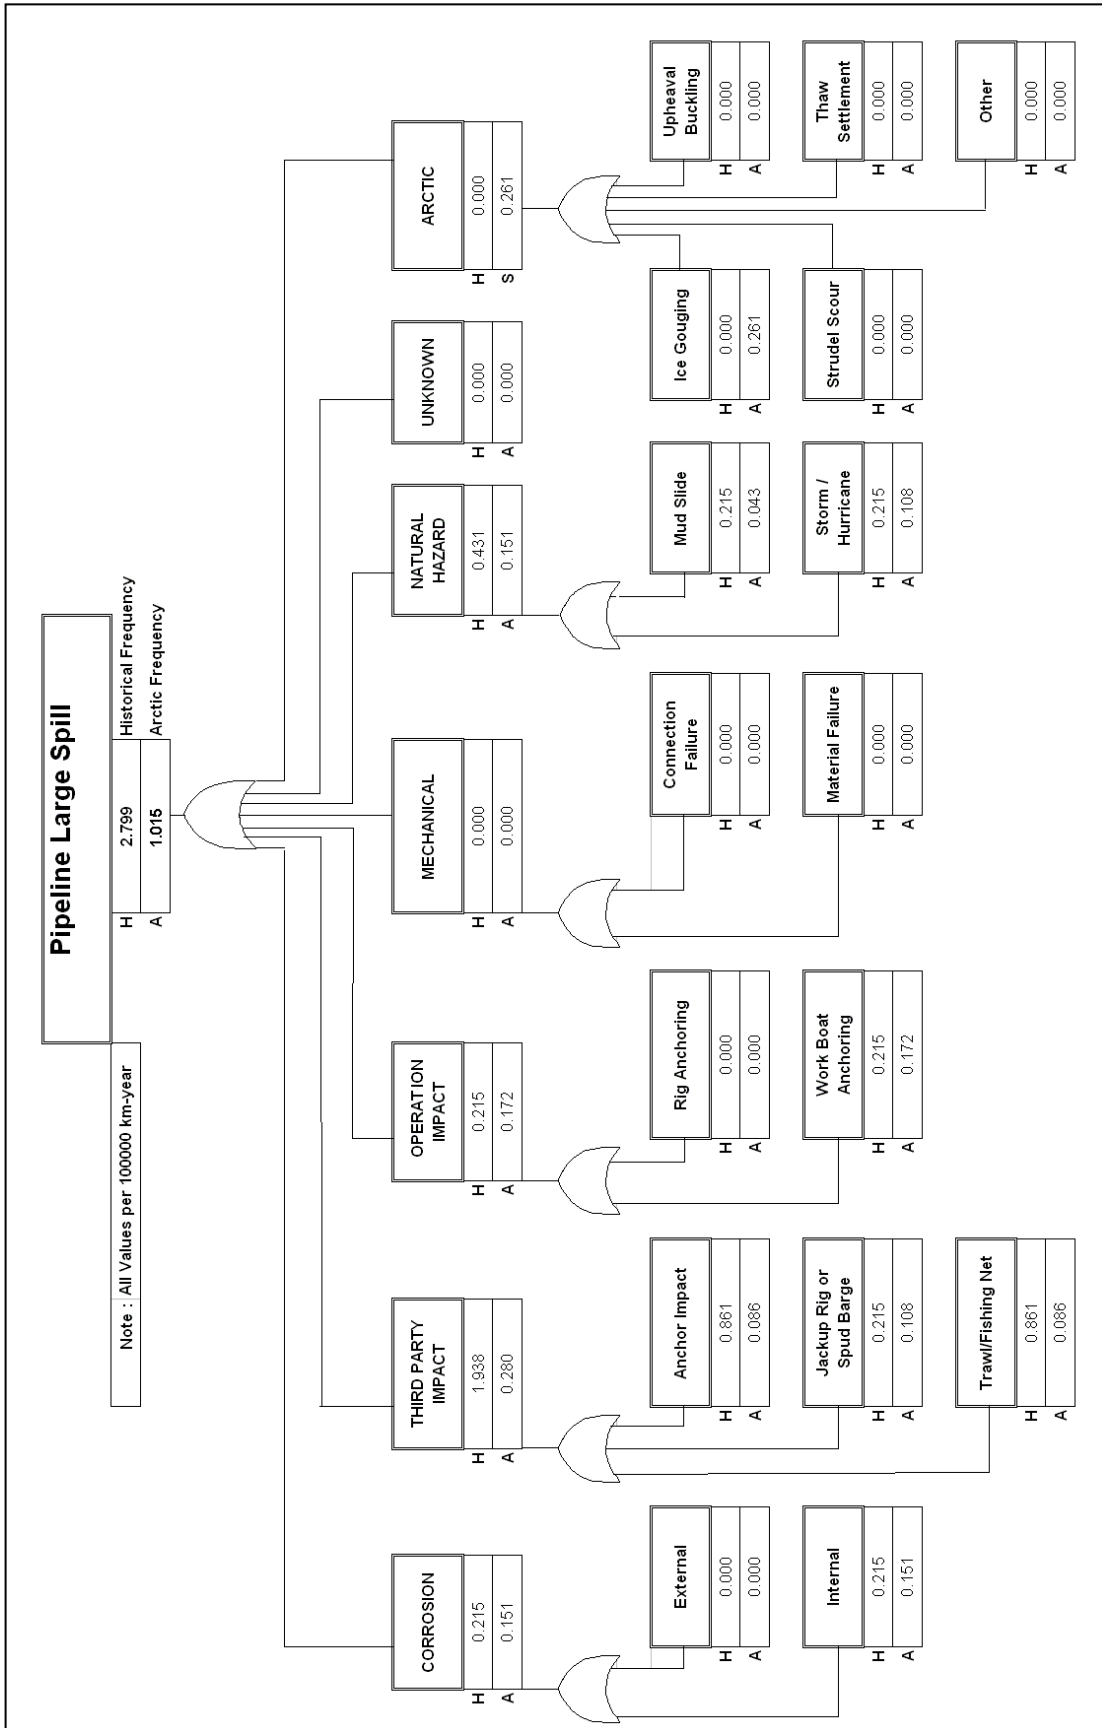 Pipeline Large Spill
Note : All Values per 100000 km-year
H 2.799 Historical Frequency
A 1.015 Arctic Frequency
CORROSION
H 0.215
A 0.151
THIRD PARTY
IMPACT
H 1.938
A 0.280
OPERATION
IMPACT
H 0.215
A 0.172
MECHANICAL
H 0.000
A 0.000
NATURAL
HAZARD
H 0.431
A 0.151
UNKNOWN
H 0.000
A 0.000
ARCTIC
H 0.000
S 0.261
External
H 0.000
A 0.000
Internal
H 0.215
A 0.151
Anchor Impact
H 0.861
A 0.086
Jackup Rig or
Spud Barge
H 0.215
A 0.108
Trawl/Fishing Net
H 0.861
A 0.086
Rig Anchoring
H 0.000
A 0.000
Work Boat
Anchoring
H 0.215
A 0.172
Connection
Failure
H 0.000
A 0.000
Material Failure
H 0.000
A 0.000
Mud Slide
H 0.215
A 0.043
Storm /
Hurricane
H 0.215
A 0.108
Ice Gouging
H 0.000
A 0.261
Strudel Scour
H 0.000
A 0.000
Upheaval
Buckling
H 0.000
A 0.000
Thaw
Settlement
H 0.000
A 0.000
Other
H 0.000
A 0.000